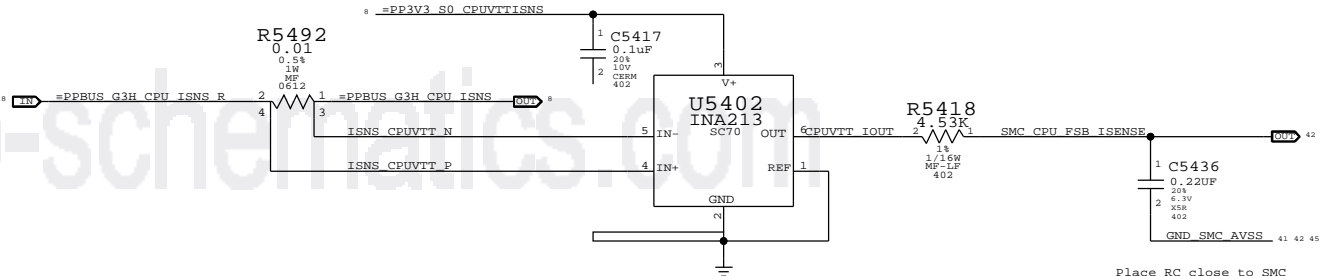 8 =PP3V3_S0_CPUVTTISNS
R5492
0.01
0.5%
1W
MF
0612
1 C5417
0.1uF
20%
10V
2 CERM
402
8 IN =PPBUS_G3H_CPU_ISNS_R 2 1 =PPBUS_G3H_CPU_ISNS OUT 8
4 3
3
V+
U5402
INA213
SC70
ISNS_CPUVTT_N 5 IN- OUT 6 CPUVTT_IOUT
ISNS_CPUVTT_P 4 IN+ REF 1
GND
2
R5418
4.53K
2 1 SMC_CPU_FSB_ISENSE OUT 42
1%
1/16W
MF-LF
402
1 C5436
0.22UF
20%
6.3V
2 X5R
402
GND_SMC_AVSS 41 42 45
Place RC close to SMC
-schematics.com